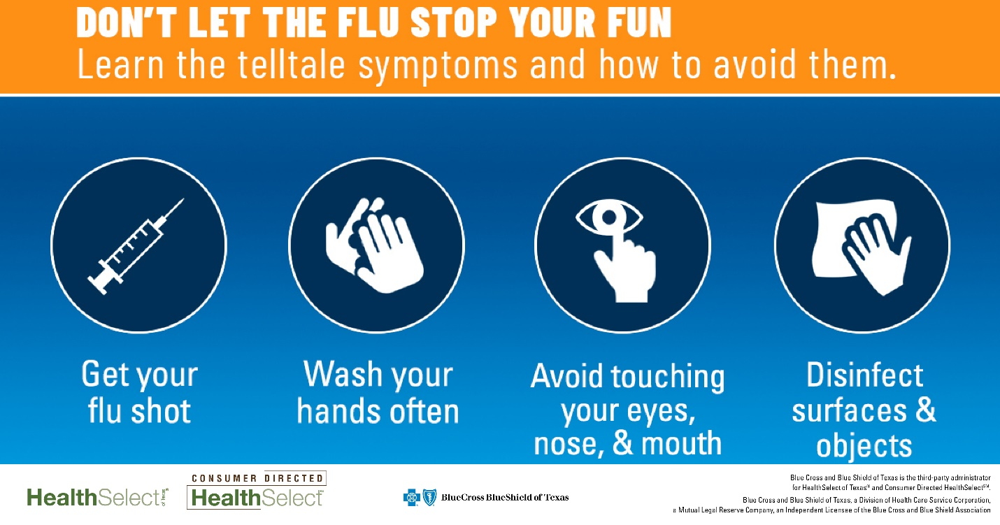 DON'T LET THE FLU STOP YOUR FUN
Learn the telltale symptoms and how to avoid them.
Get your
flu shot
Wash your
hands often
Avoid touching
your eyes,
nose, & mouth
Disinfect
surfaces &
objects
HealthSelect of Texas®
CONSUMER DIRECTED
HealthSelect℠
BlueCross BlueShield of Texas
Blue Cross and Blue Shield of Texas is the third-party administrator
for HealthSelect of Texas® and Consumer Directed HealthSelect℠.
Blue Cross and Blue Shield of Texas, a Division of Health Care Service Corporation,
a Mutual Legal Reserve Company, an Independent Licensee of the Blue Cross and Blue Shield Association